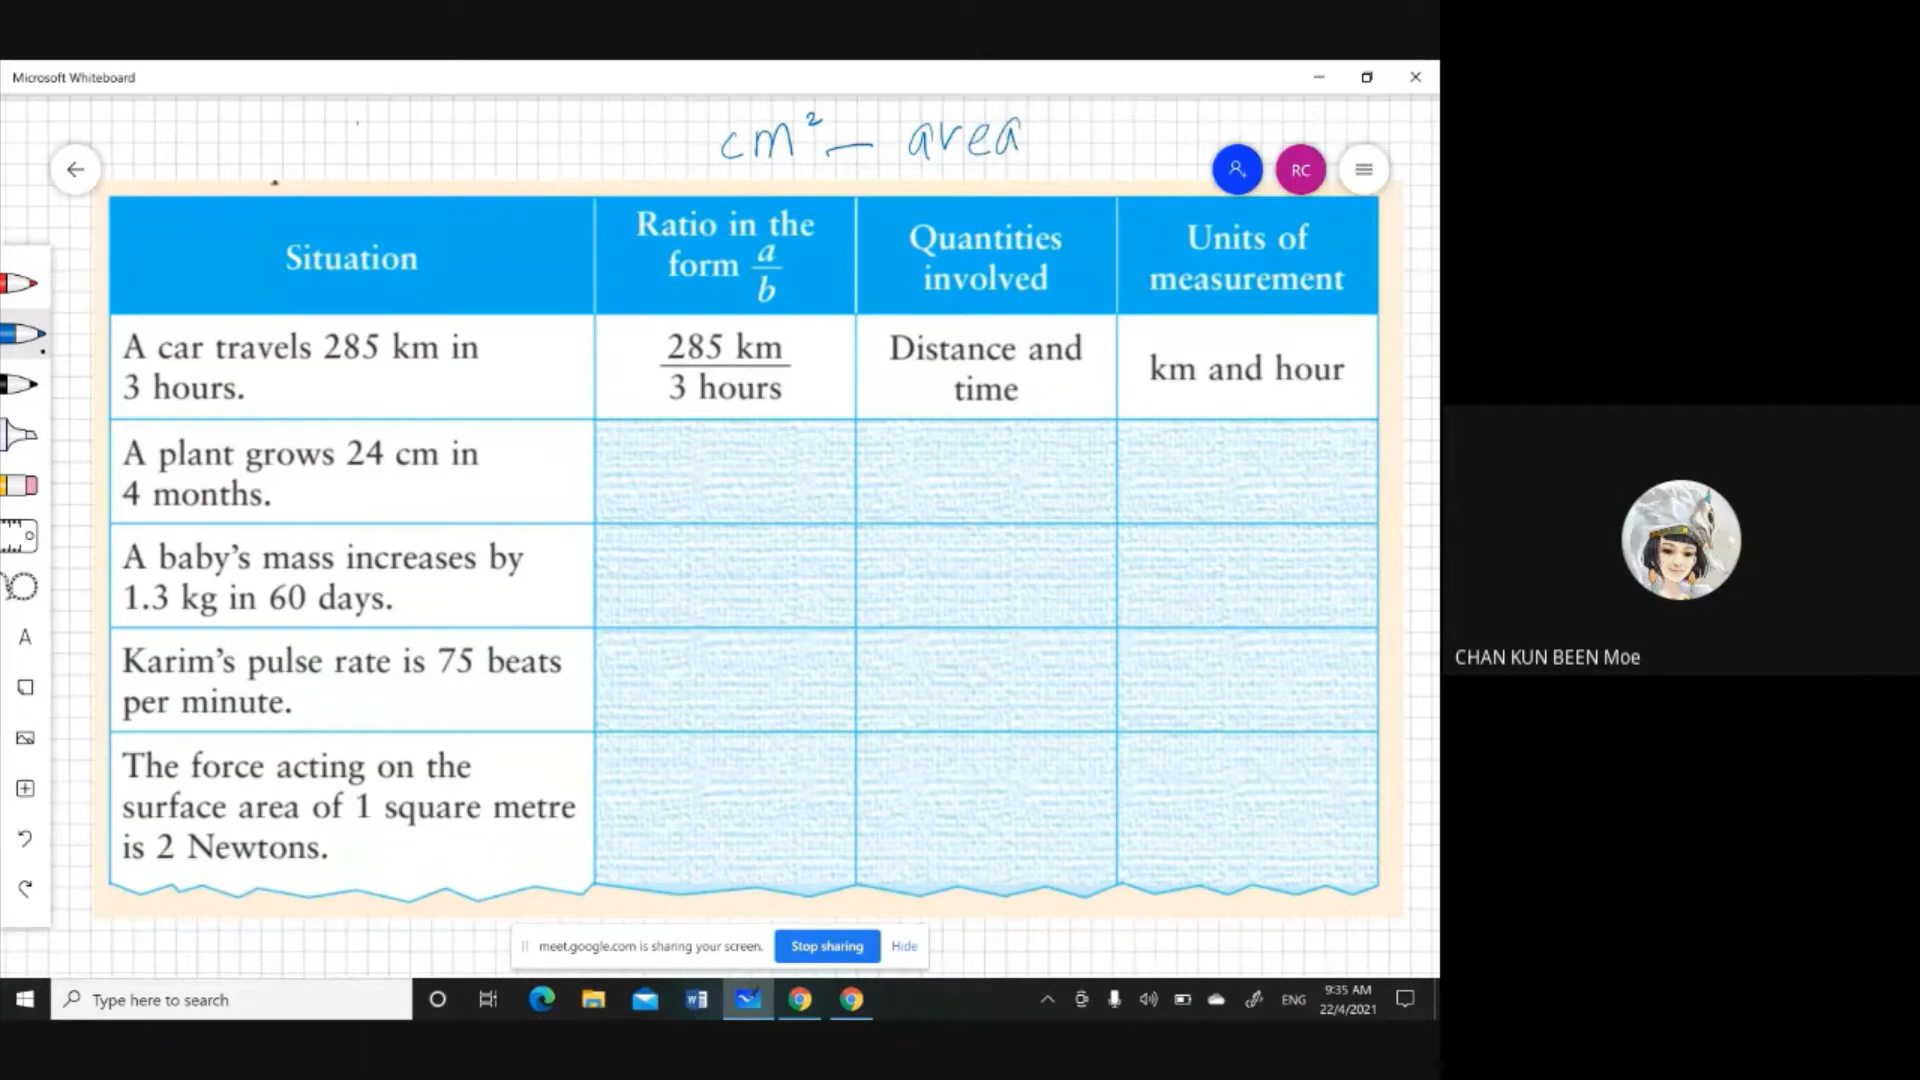 Microsoft Whiteboard
cm² – area
RC
Situation
Ratio in the
form a/b
Quantities
involved
Units of
measurement
A car travels 285 km in
3 hours.
285 km
3 hours
Distance and
time
km and hour
A plant grows 24 cm in
4 months.
A baby's mass increases by
1.3 kg in 60 days.
Karim's pulse rate is 75 beats
per minute.
The force acting on the
surface area of 1 square metre
is 2 Newtons.
CHAN KUN BEEN Moe
A
meet.google.com is sharing your screen.
Stop sharing
Hide
Type here to search
ENG
9:35 AM
22/4/2021